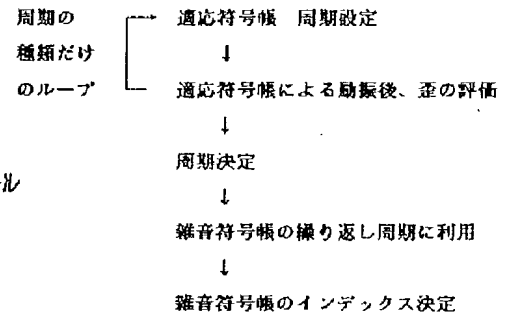 周期の
種類だけ
のループ
適応符号帳 周期設定
↓
適応符号帳による励振後、歪の評価
↓
周期決定
↓
雑音符号帳の繰り返し周期に利用
↓
雑音符号帳のインデックス決定
ル